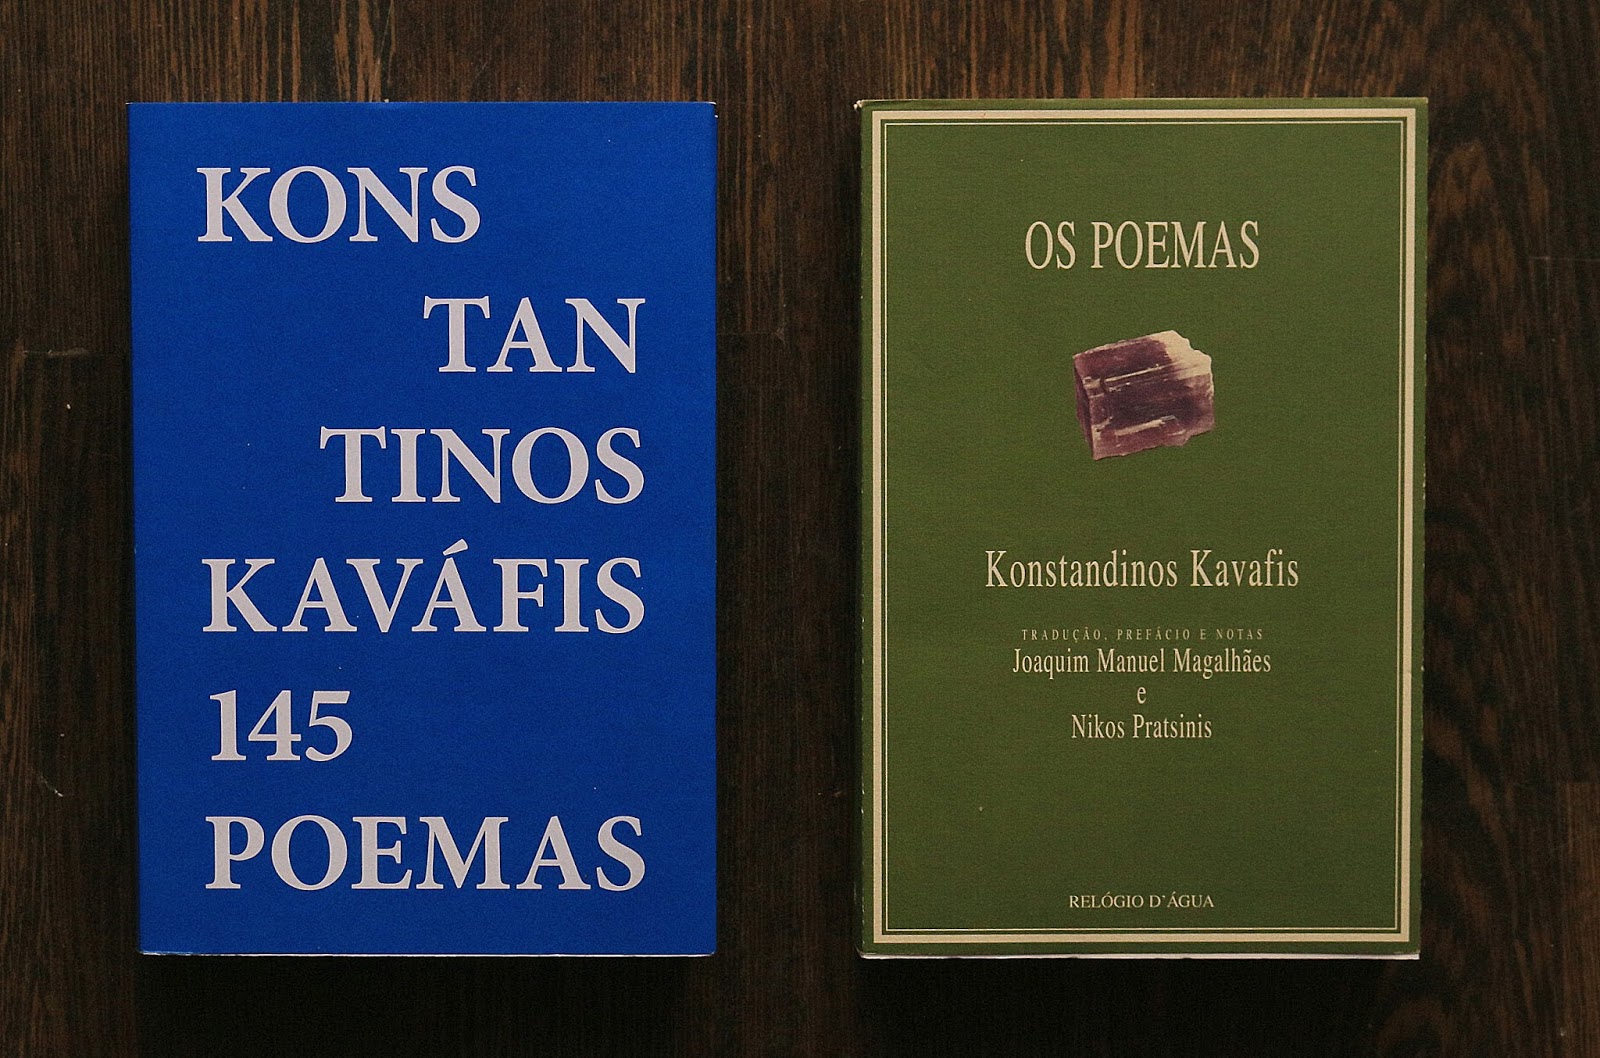 KONS
TAN
TINOS
KAVÁFIS
145
POEMAS
OS POEMAS
Konstandinos Kavafis
TRADUÇÃO, PREFÁCIO E NOTAS
Joaquim Manuel Magalhães
e
Nikos Pratsinis
RELÓGIO D'ÁGUA